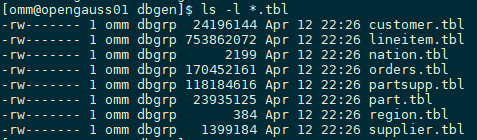 [omm@opengauss01 dbgen]$ ls -l *.tbl
-rw------- 1 omm dbgrp  24196144 Apr 12 22:26 customer.tbl
-rw------- 1 omm dbgrp 753862072 Apr 12 22:26 lineitem.tbl
-rw------- 1 omm dbgrp      2199 Apr 12 22:26 nation.tbl
-rw------- 1 omm dbgrp 170452161 Apr 12 22:26 orders.tbl
-rw------- 1 omm dbgrp 118184616 Apr 12 22:26 partsupp.tbl
-rw------- 1 omm dbgrp  23935125 Apr 12 22:26 part.tbl
-rw------- 1 omm dbgrp       384 Apr 12 22:26 region.tbl
-rw------- 1 omm dbgrp   1399184 Apr 12 22:26 supplier.tbl